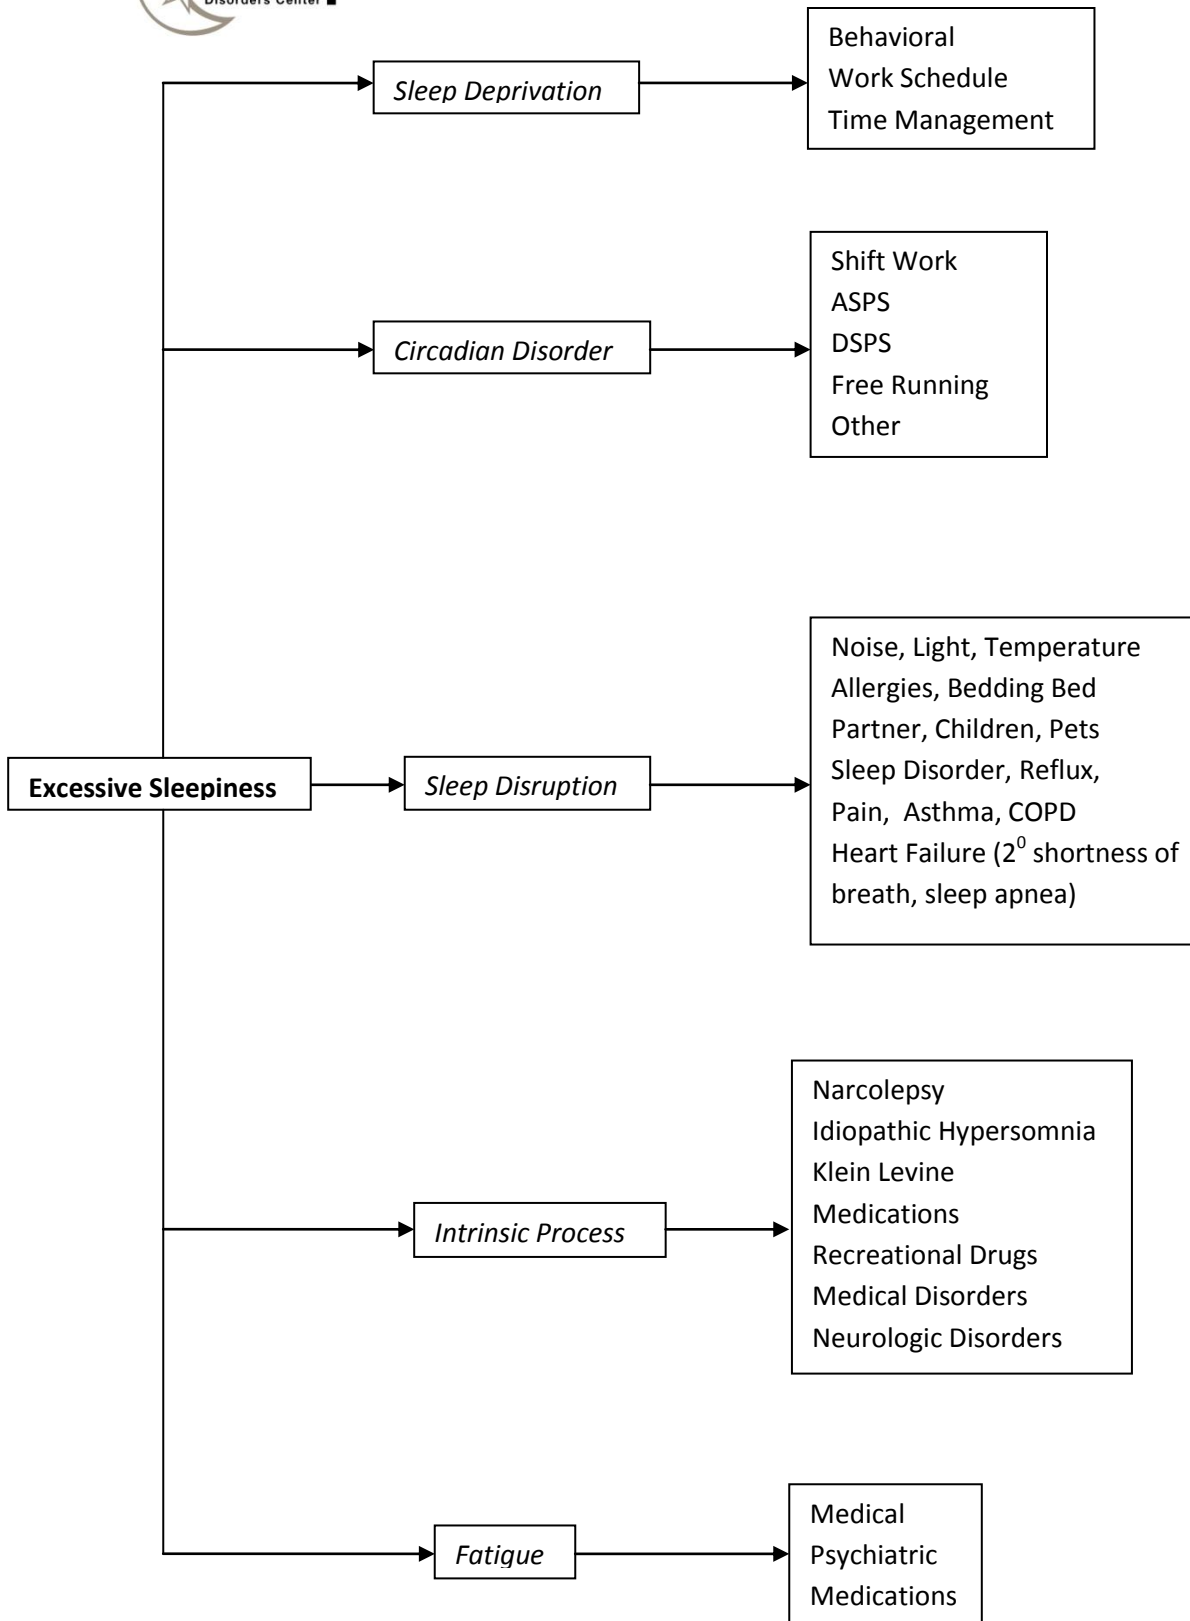 Disorders Center
Behavioral
Work Schedule
Time Management
Sleep Deprivation
Shift Work
ASPS
DSPS
Free Running
Other
Circadian Disorder
Noise, Light, Temperature
Allergies, Bedding Bed
Partner, Children, Pets
Sleep Disorder, Reflux,
Pain, Asthma, COPD
Heart Failure (2⁰ shortness of
breath, sleep apnea)
Excessive Sleepiness
Sleep Disruption
Narcolepsy
Idiopathic Hypersomnia
Klein Levine
Medications
Recreational Drugs
Medical Disorders
Neurologic Disorders
Intrinsic Process
Medical
Psychiatric
Medications
Fatigue